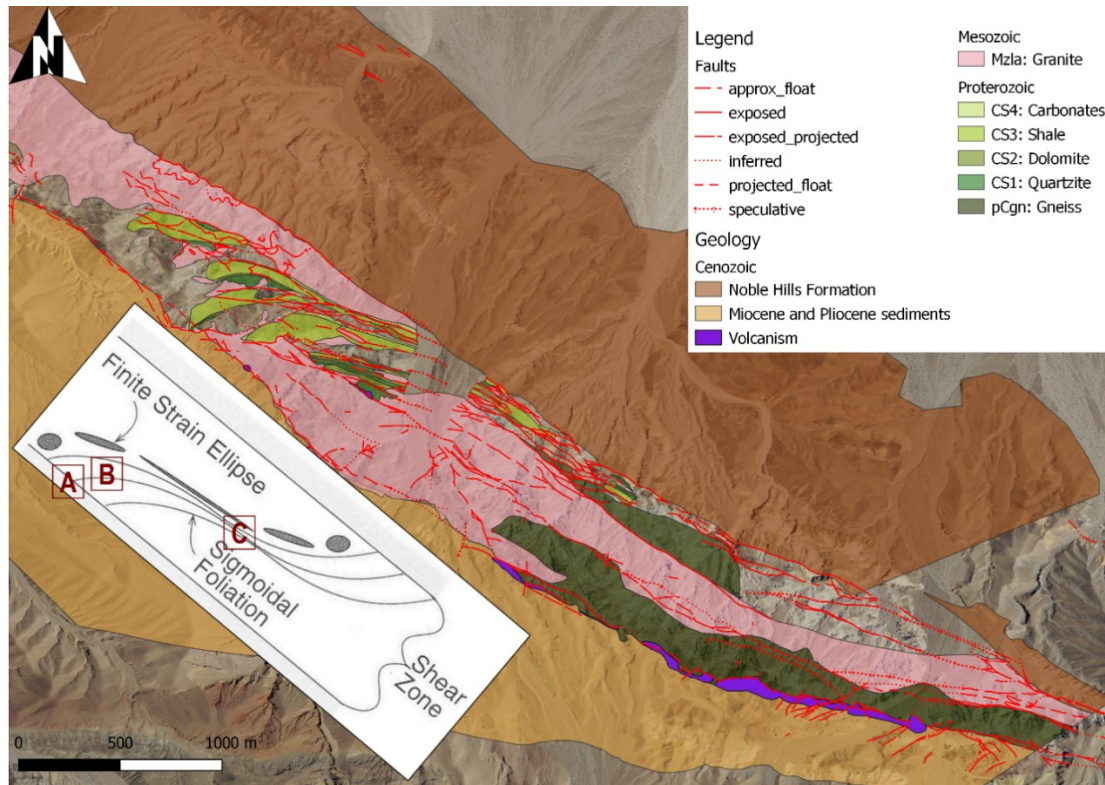 N
Legend
Faults
approx_float
exposed
exposed_projected
inferred
projected_float
speculative
Geology
Cenozoic
Noble Hills Formation
Miocene and Pliocene sediments
Volcanism
Mesozoic
Mzla: Granite
Proterozoic
CS4: Carbonates
CS3: Shale
CS2: Dolomite
CS1: Quartzite
pCgn: Gneiss
Finite Strain Ellipse
A
B
C
Sigmoidal
Foliation
Shear
Zone
0 500 1000 m